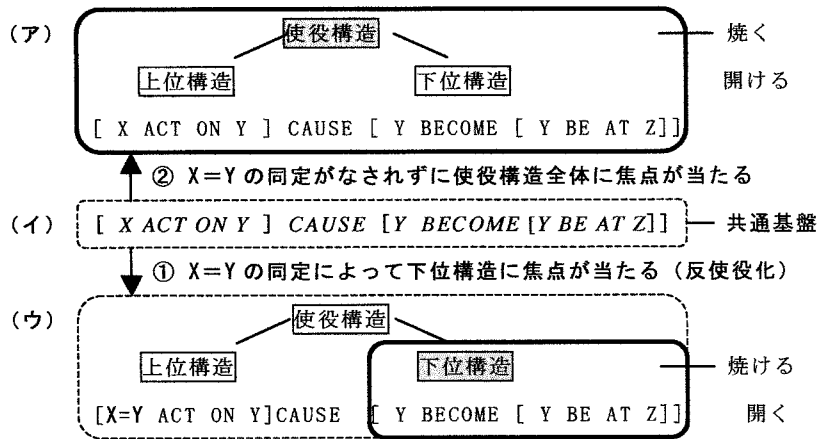 (ア) 使役構造 焼く
上位構造 下位構造 開ける
[ X ACT ON Y ] CAUSE [ Y BECOME [ Y BE AT Z]]
② X=Yの同定がなされずに使役構造全体に焦点が当たる
(イ) [ X ACT ON Y ] CAUSE [Y BECOME [Y BE AT Z]] 共通基盤
① X=Yの同定によって下位構造に焦点が当たる(反使役化)
(ウ) 使役構造
上位構造 下位構造 焼ける
[X=Y ACT ON Y]CAUSE [ Y BECOME [ Y BE AT Z]] 開く